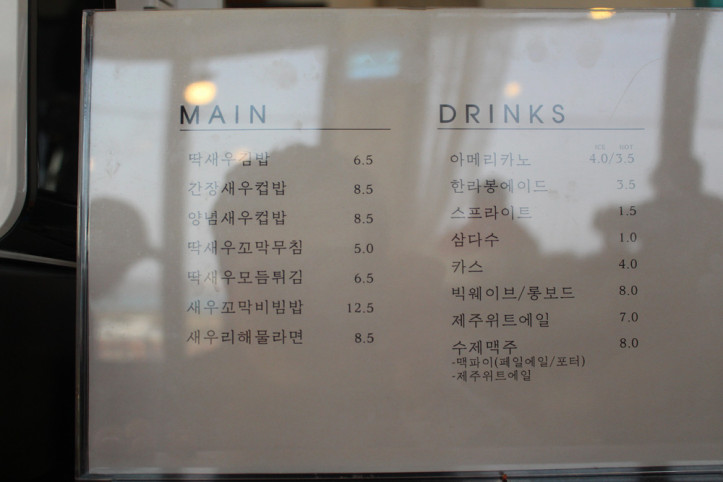 MAIN
딱새우김밥 6.5
간장새우컵밥 8.5
양념새우컵밥 8.5
딱새우꼬막무침 5.0
딱새우모듬튀김 6.5
새우꼬막비빔밥 12.5
새우리해물라면 8.5
DRINKS
ICE HOT
아메리카노 4.0/3.5
한라봉에이드 3.5
스프라이트 1.5
삼다수 1.0
카스 4.0
빅웨이브/롱보드 8.0
제주위트에일 7.0
수제맥주 8.0
-맥파이(페일에일/포터)
-제주위트에일